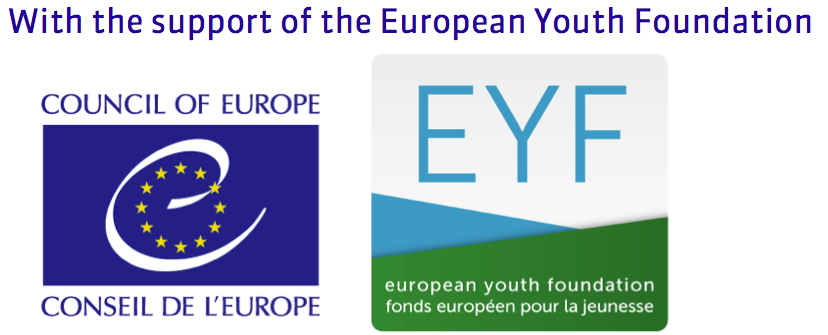 With the support of the European Youth Foundation
COUNCIL OF EUROPE
CONSEIL DE L'EUROPE
EYF
european youth foundation
fonds européen pour la jeunesse